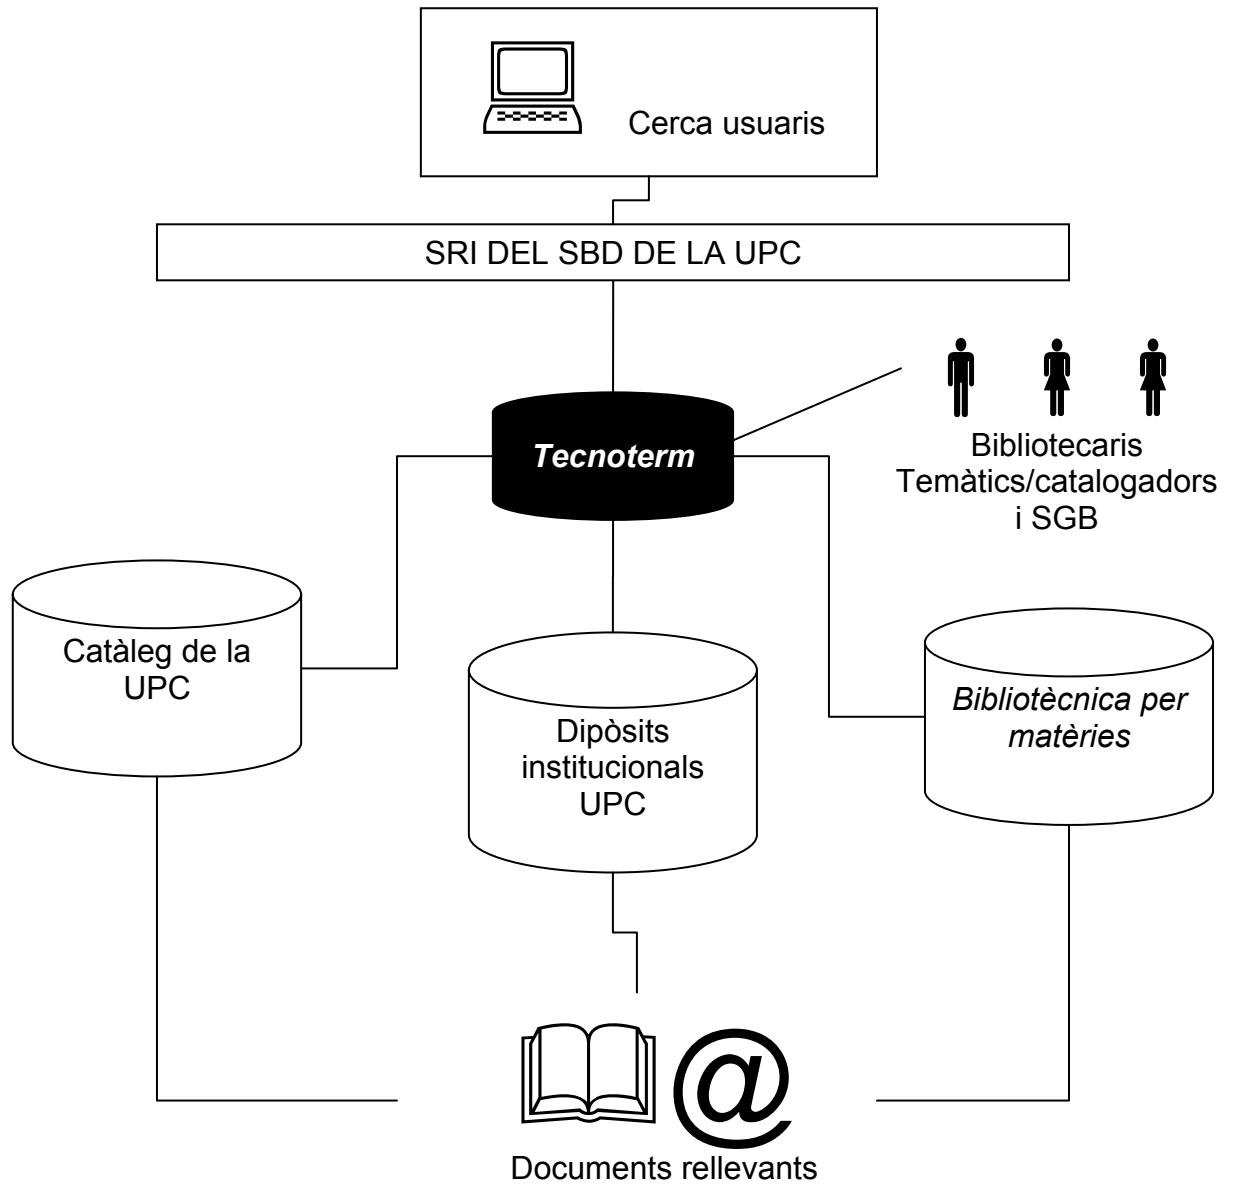 Cerca usuaris
SRI DEL SBD DE LA UPC
Tecnoterm
Bibliotecaris
Temàtics/catalogadors
i SGB
Catàleg de la
UPC
Dipòsits
institucionals
UPC
Bibliotècnica per
matèries
@
Documents rellevants